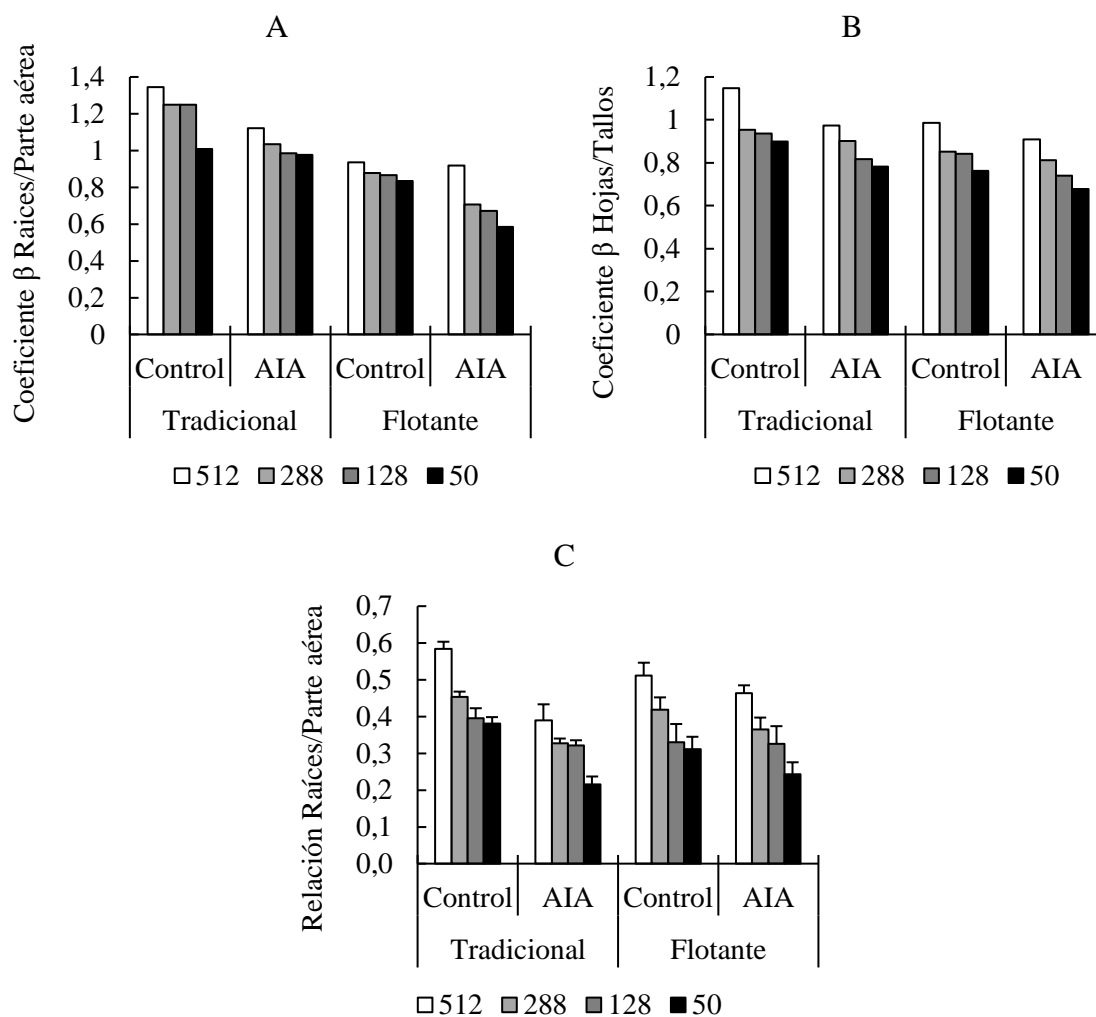 A
Coeficiente β Raices/Parte aérea
1,4
1,2
1
0,8
0,6
0,4
0,2
0
Control AIA Control AIA
Tradicional Flotante
512 288 128 50
B
Coeficiente β Hojas/Tallos
1,2
1
0,8
0,6
0,4
0,2
0
Control AIA Control AIA
Tradicional Flotante
512 288 128 50
C
Relación Raíces/Parte aérea
0,7
0,6
0,5
0,4
0,3
0,2
0,1
0,0
Control AIA Control AIA
Tradicional Flotante
512 288 128 50